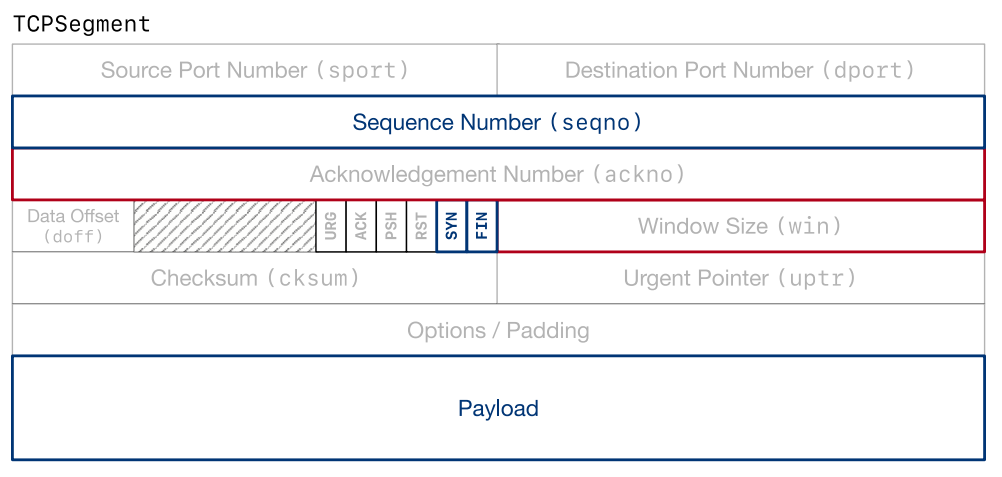 TCPSegment
Source Port Number (sport)
Destination Port Number (dport)
Sequence Number (seqno)
Acknowledgement Number (ackno)
Data Offset
(doff)
URG
ACK
PSH
RST
SYN
FIN
Window Size (win)
Checksum (cksum)
Urgent Pointer (uptr)
Options / Padding
Payload